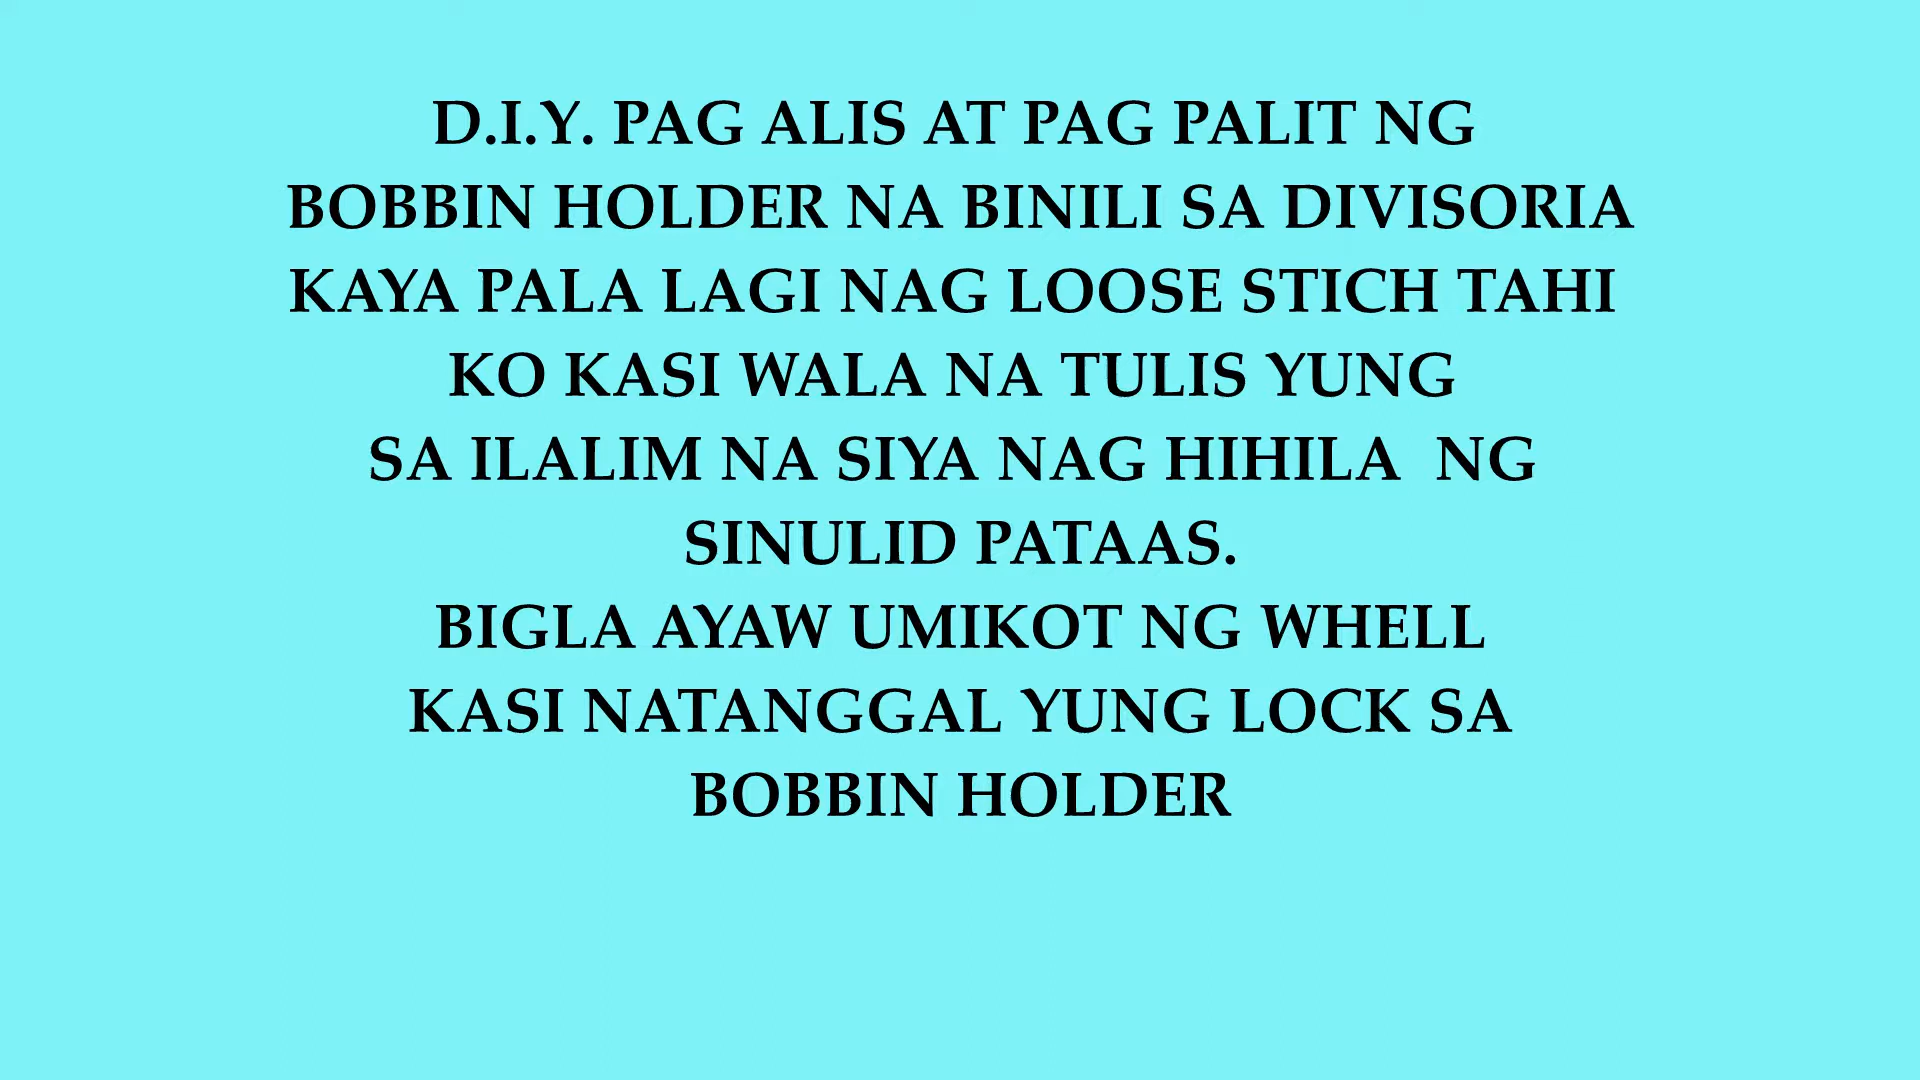 D.I.Y. PAG ALIS AT PAG PALIT NG
BOBBIN HOLDER NA BINILI SA DIVISORIA
KAYA PALA LAGI NAG LOOSE STICH TAHI
KO KASI WALA NA TULIS YUNG
SA ILALIM NA SIYA NAG HIHILA  NG
SINULID PATAAS.
BIGLA AYAW UMIKOT NG WHELL
KASI NATANGGAL YUNG LOCK SA
BOBBIN HOLDER